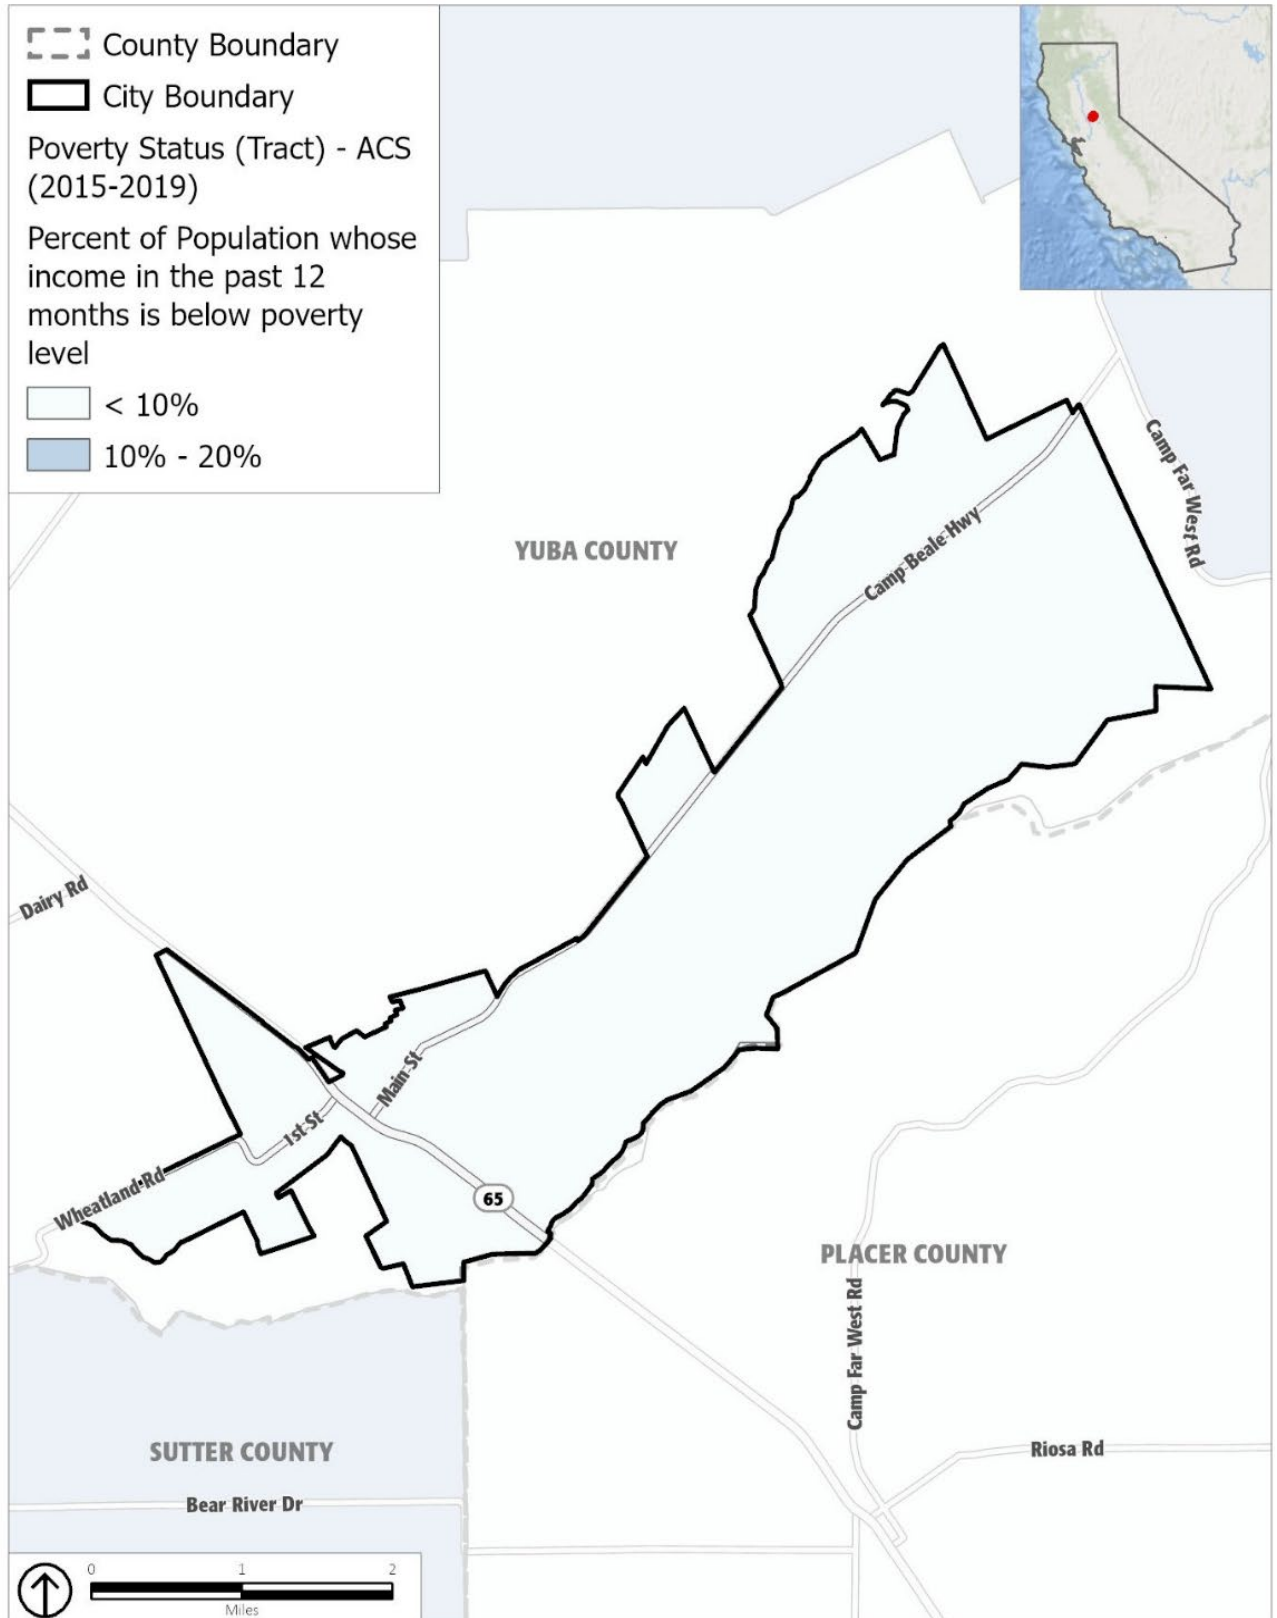 County Boundary
City Boundary
Poverty Status (Tract) - ACS
(2015-2019)
Percent of Population whose
income in the past 12
months is below poverty
level
< 10%
10% - 20%
Camp Far West Rd
YUBA COUNTY
Camp Beale Hwy
Dairy Rd
Main St
1st St
Wheatland Rd
65
PLACER COUNTY
Camp Far West Rd
SUTTER COUNTY
Riosa Rd
Bear River Dr
0 1 2
Miles